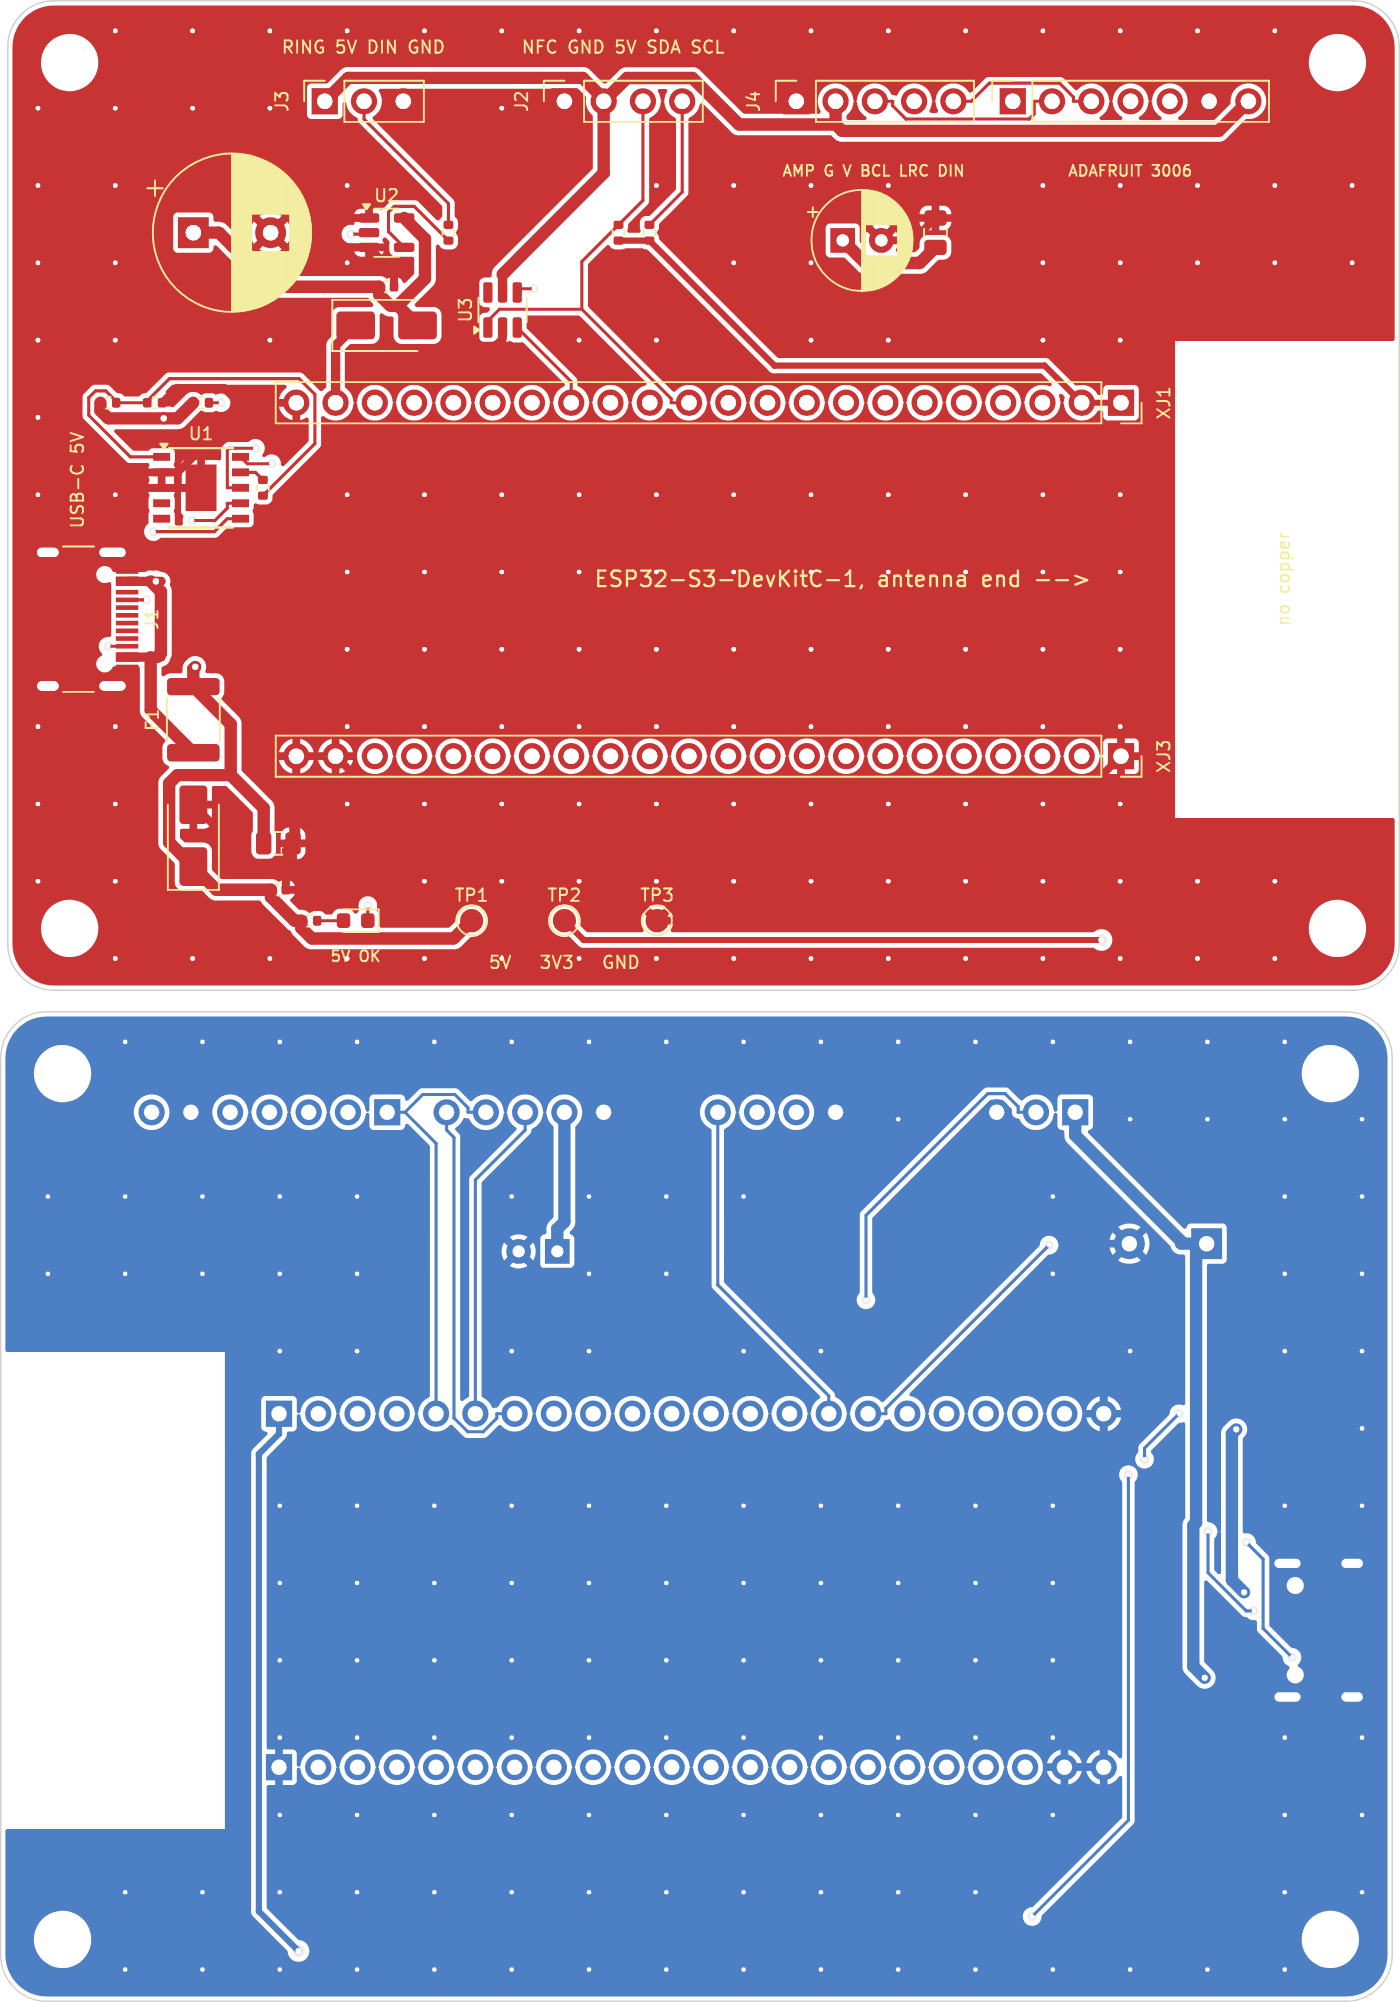 RING 5V DIN GND
NFC GND 5V SDA SCL
J3
J2
J4
AMP G V BCL LRC DIN
ADAFRUIT 3006
U2
U3
XJ1
USB-C 5V
U1
no copper
ESP32-S3-DevKitC-1, antenna end -->
J1
XJ3
TP1
TP2
TP3
5V OK
5V
3V3
GND